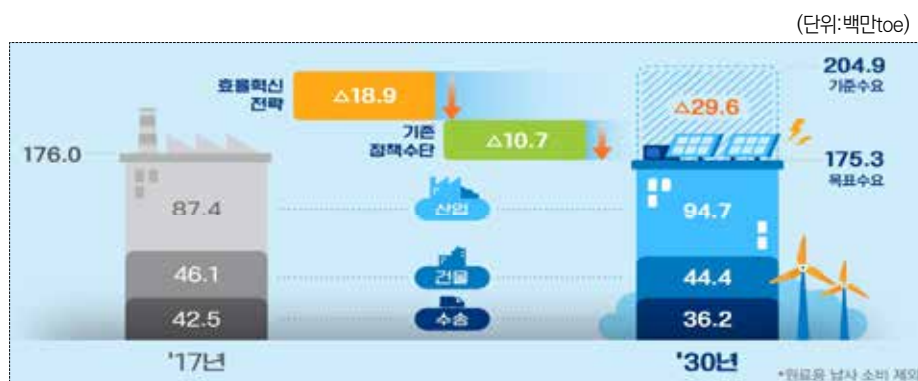 (단위:백만toe)
204.9
기준수요
효율혁신
전략
△18.9
△29.6
기존
정책수단
△10.7
176.0
175.3
목표수요
87.4
산업
94.7
46.1
건물
44.4
42.5
수송
36.2
'17년
'30년
*원료용 납사 소비 제외